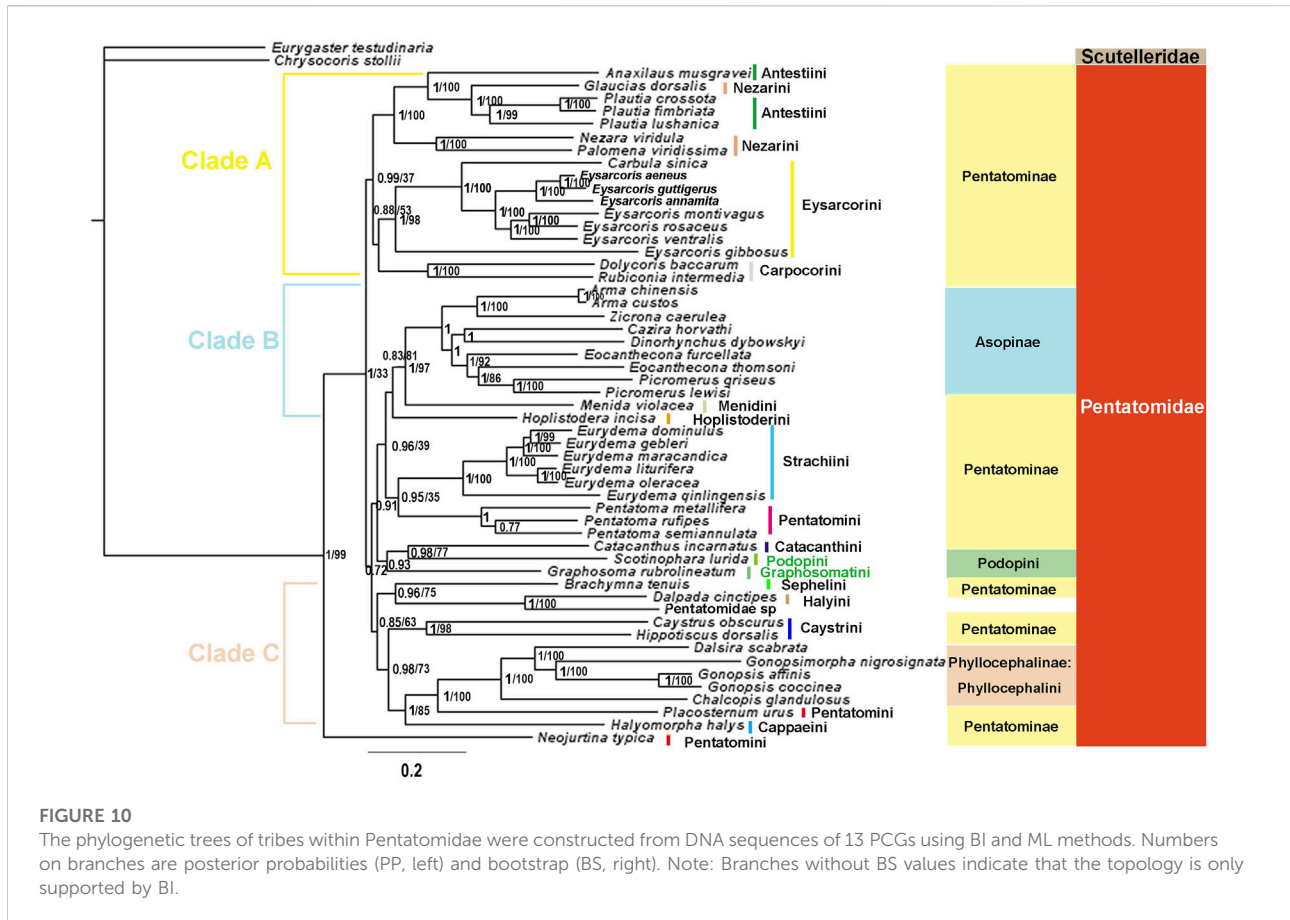 Eurygaster testudinaria
Chrysocoris stollii
Scutelleridae
Anaxilaus musgravei
Antestiini
1/100
Glaucias dorsalis
Nezarini
1/100
Plautia crossota
1/100
Plautia fimbriata
Antestiini
1/100
1/99
Plautia lushanica
Nezara viridula
1/100
Palomena viridissima
Nezarini
Clade A
Carbula sinica
Pentatominae
0.99/37
Eysarcoris aeneus
1/100
1/100
Eysarcoris guttigerus
1/100
Eysarcoris annamita
Eysarcorini
0.88/53
1/98
1/100
Eysarcoris montivagus
1/100
Eysarcoris rosaceus
1/100
Eysarcoris ventralis
Eysarcoris gibbosus
Dolycoris baccarum
1/100
Carpocorini
Rubiconia intermedia
Arma chinensis
1/100
Arma custos
1/100
Zicrona caerulea
Clade B
Cazira horvathi
1
1
Dinorhynchus dybowskyi
Asopinae
0.83/81
1
Eocanthecona furcellata
1/33
1/97
1/92
Eocanthecona thomsoni
1/86
Picromerus griseus
1/100
Picromerus lewisi
Menida violacea
Menidini
Pentatomidae
Hoplistodera incisa
Hoplistoderini
Eurydema dominulus
1/99
0.96/39
Eurydema gebleri
1/100
Eurydema maracandica
Strachiini
Pentatominae
1/100
Eurydema liturifera
1/100
1/100
Eurydema oleracea
0.95/35
Eurydema qinlingensis
0.91
Pentatoma metallifera
1
Pentatoma rufipes
Pentatomini
0.77
Pentatoma semiannulata
Catacanthus incarnatus
Catacanthini
1/99
0.98/77
Scotinophara lurida
Podopini
Podopini
0.72
0.93
Graphosoma rubrolineatum
Graphosomatini
Brachymna tenuis
Sephelini
Pentatominae
0.96/75
Dalpada cinctipes
Halyini
1/100
Pentatomidae sp
0.85/63
Caystrus obscurus
Caystrini
Pentatominae
1/98
Hippotiscus dorsalis
Clade C
Dalsira scabrata
1/100
0.98/73
Gonopsimorpha nigrosignata
Phyllocephalinae:
1/100
Gonopsis affinis
1/100
1/100
Gonopsis coccinea
Phyllocephalini
1/100
Chalcopis glandulosus
1/85
Placosternum urus
Pentatomini
Halyomorpha halys
Cappaeini
Pentatominae
Neojurtina typica
Pentatomini
0.2
FIGURE 10
The phylogenetic trees of tribes within Pentatomidae were constructed from DNA sequences of 13 PCGs using BI and ML methods. Numbers
on branches are posterior probabilities (PP, left) and bootstrap (BS, right). Note: Branches without BS values indicate that the topology is only
supported by BI.